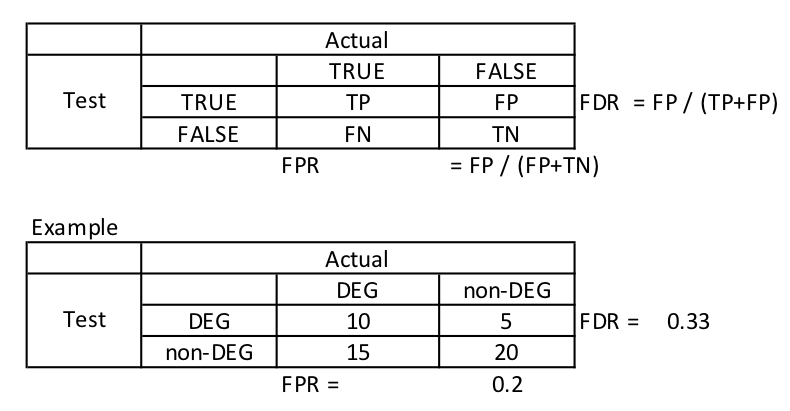 Actual
TRUE FALSE
Test TRUE TP FP FDR = FP / (TP+FP)
FALSE FN TN
FPR = FP / (FP+TN)
Example
Actual
DEG non-DEG
Test DEG 10 5 FDR = 0.33
non-DEG 15 20
FPR = 0.2